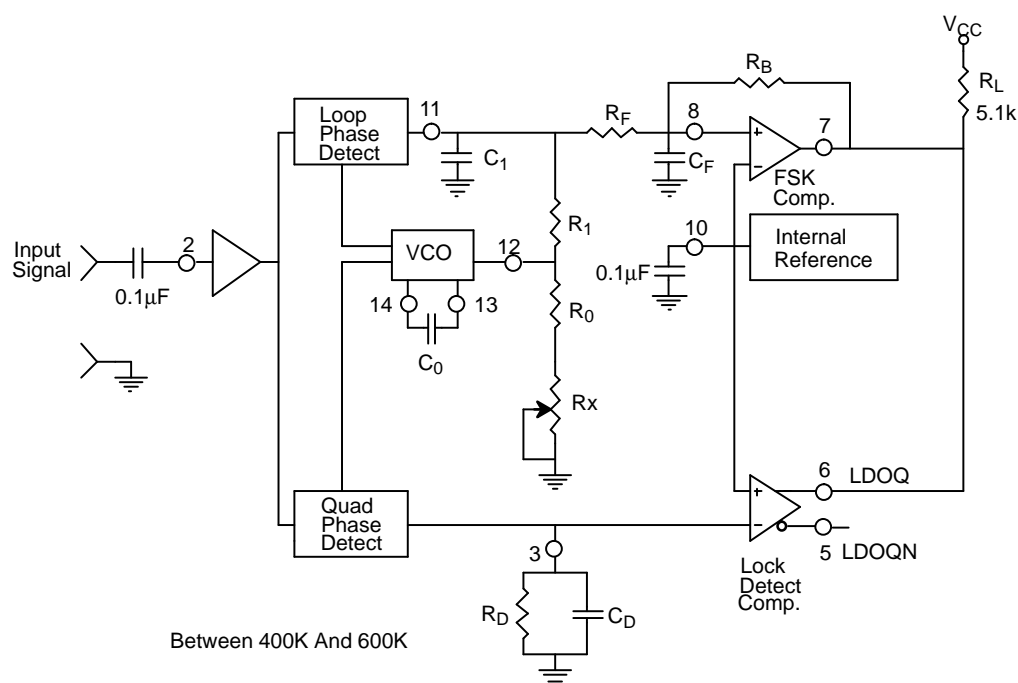 V_CC
R_B
R_L
5.1k
Loop
Phase
Detect
11
R_F
8
7
+
−
C_1
C_F
FSK
Comp.
R_1
Input
Signal
2
0.1μF
VCO
12
10
Internal
Reference
0.1μF
14
13
C_0
R_0
Rx
Quad
Phase
Detect
+
−
6
LDOQ
5
LDOQN
3
Lock
Detect
Comp.
R_D
C_D
Between 400K And 600K